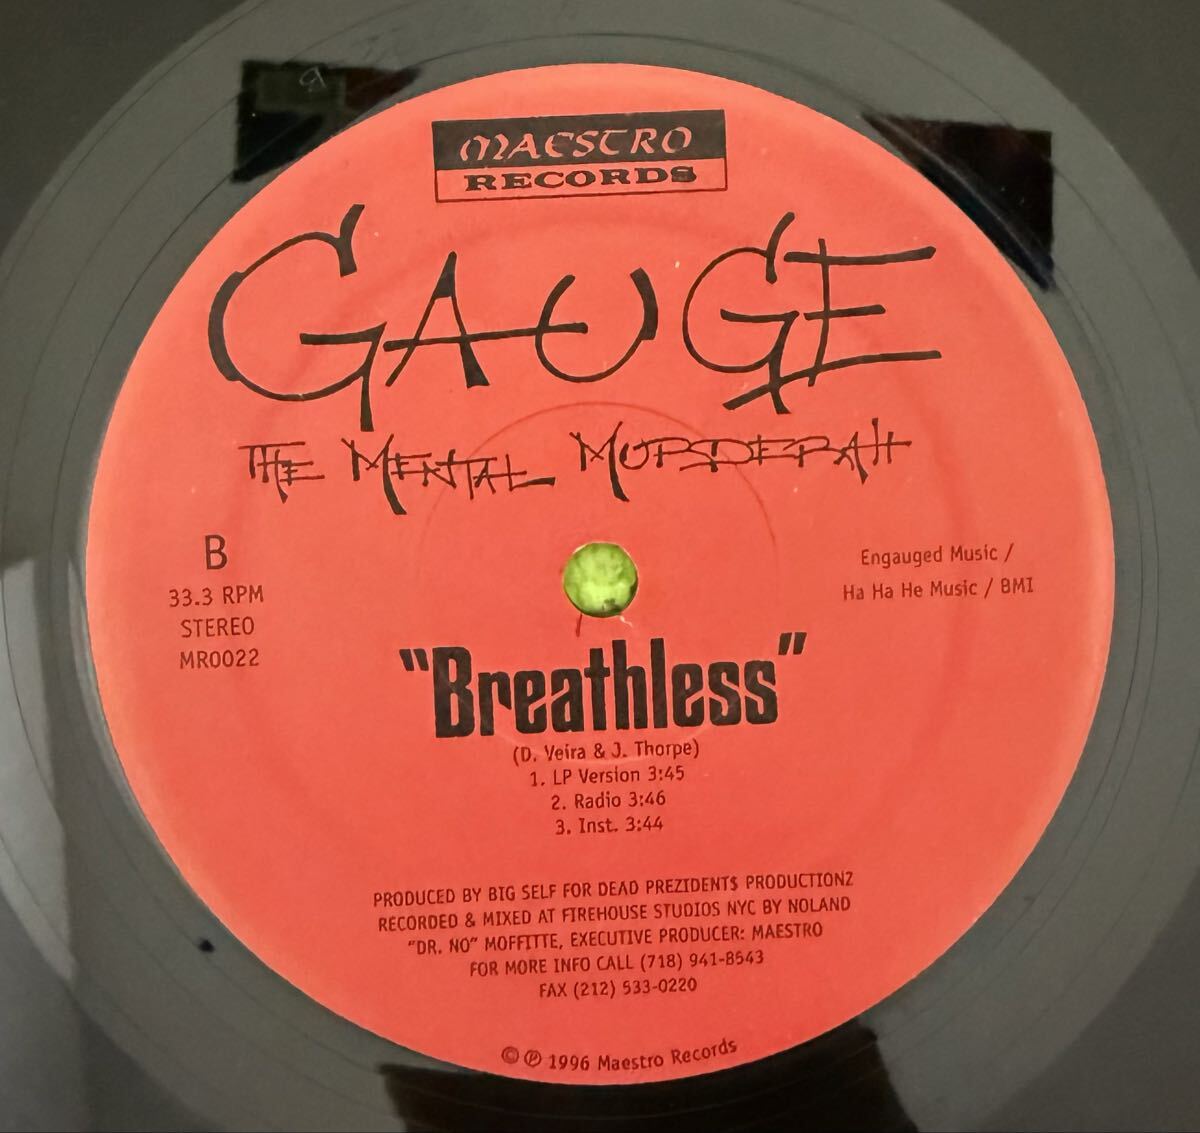 MAESTRO
RECORDS
GAUGE
THE MENTAL MURDERAH
B
33.3 RPM
STEREO
MR0022
Engauged Music /
Ha Ha He Music / BMI
"Breathless"
(D. Veira & J. Thorpe)
1. LP Version 3:45
2. Radio 3:46
3. Inst. 3:44
PRODUCED BY BIG SELF FOR DEAD PREZIDENT$ PRODUCTIONZ
RECORDED & MIXED AT FIREHOUSE STUDIOS NYC BY NOLAND
"DR. NO" MOFFITTE, EXECUTIVE PRODUCER: MAESTRO
FOR MORE INFO CALL (718) 941-8543
FAX (212) 533-0220
© ℗ 1996 Maestro Records